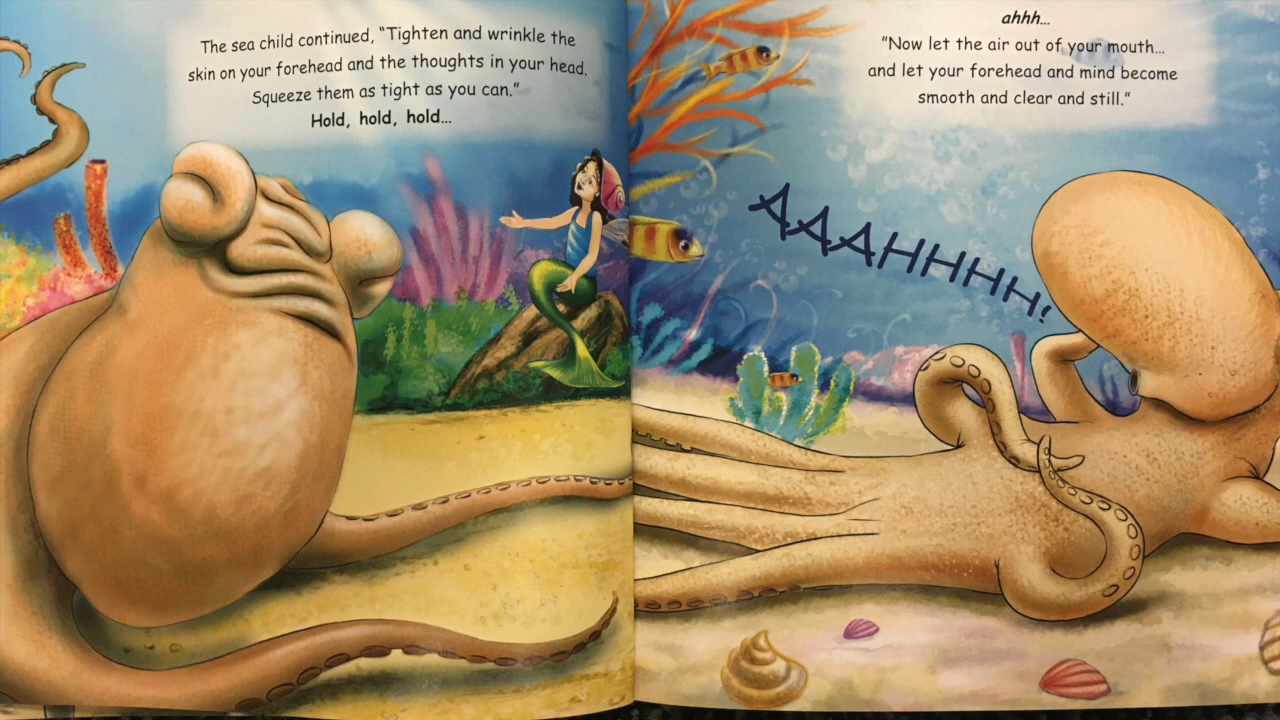 The sea child continued, “Tighten and wrinkle the
skin on your forehead and the thoughts in your head.
Squeeze them as tight as you can.”
Hold, hold, hold...
ahhh...
"Now let the air out of your mouth...
and let your forehead and mind become
smooth and clear and still.”
AAAHHHH!